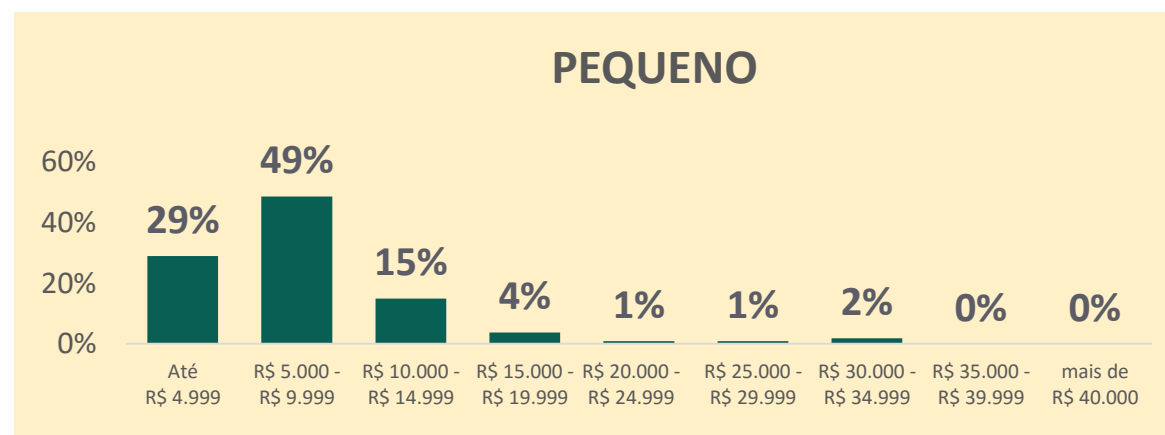 PEQUENO
60%
40%
20%
0%
29%
49%
15%
4%
1%
1%
2%
0%
0%
Até
R$ 4.999
R$ 5.000 -
R$ 9.999
R$ 10.000 -
R$ 14.999
R$ 15.000 -
R$ 19.999
R$ 20.000 -
R$ 24.999
R$ 25.000 -
R$ 29.999
R$ 30.000 -
R$ 34.999
R$ 35.000 -
R$ 39.999
mais de
R$ 40.000